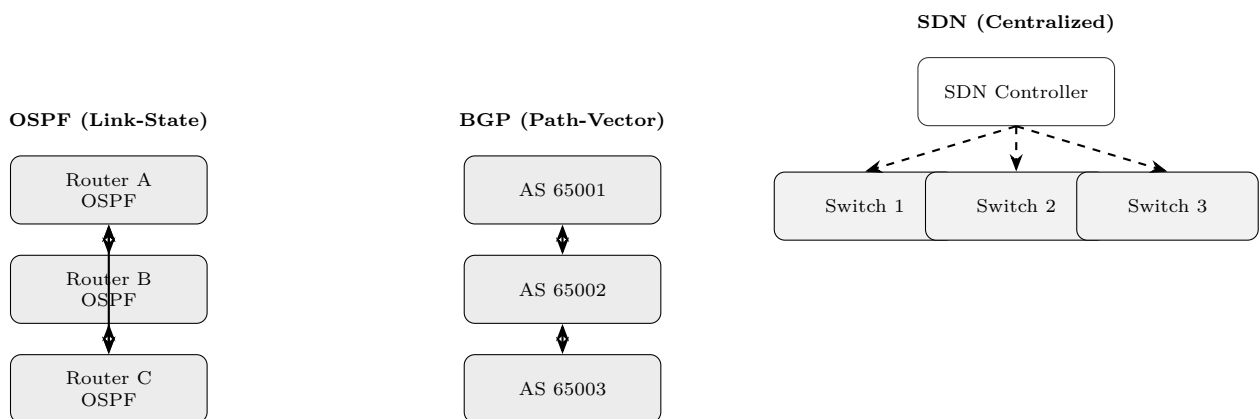 OSPF (Link-State)
Router A
OSPF
Router B
OSPF
Router C
OSPF
BGP (Path-Vector)
AS 65001
AS 65002
AS 65003
SDN (Centralized)
SDN Controller
Switch 1
Switch 2
Switch 3